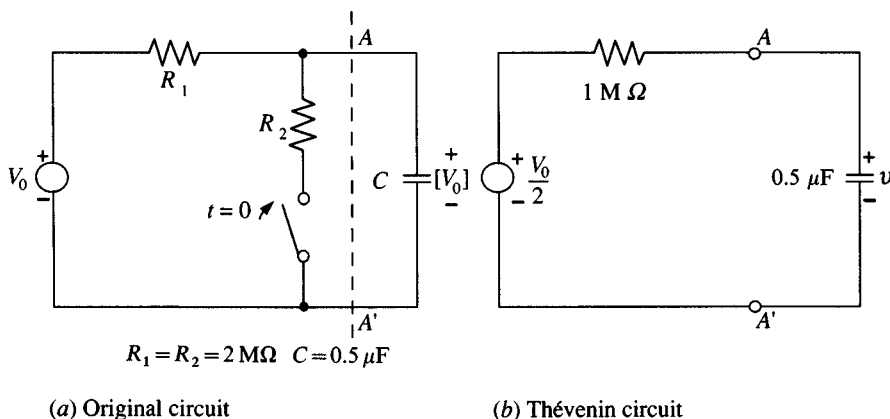 A
R₁
R₂
+
V₀
−
t=0
C
+
[V₀]
−
A'
R₁ = R₂ = 2 MΩ C = 0.5 μF
(a) Original circuit
A
1 M Ω
+
V₀/2
−
0.5 μF
+
υ
−
A'
(b) Thévenin circuit